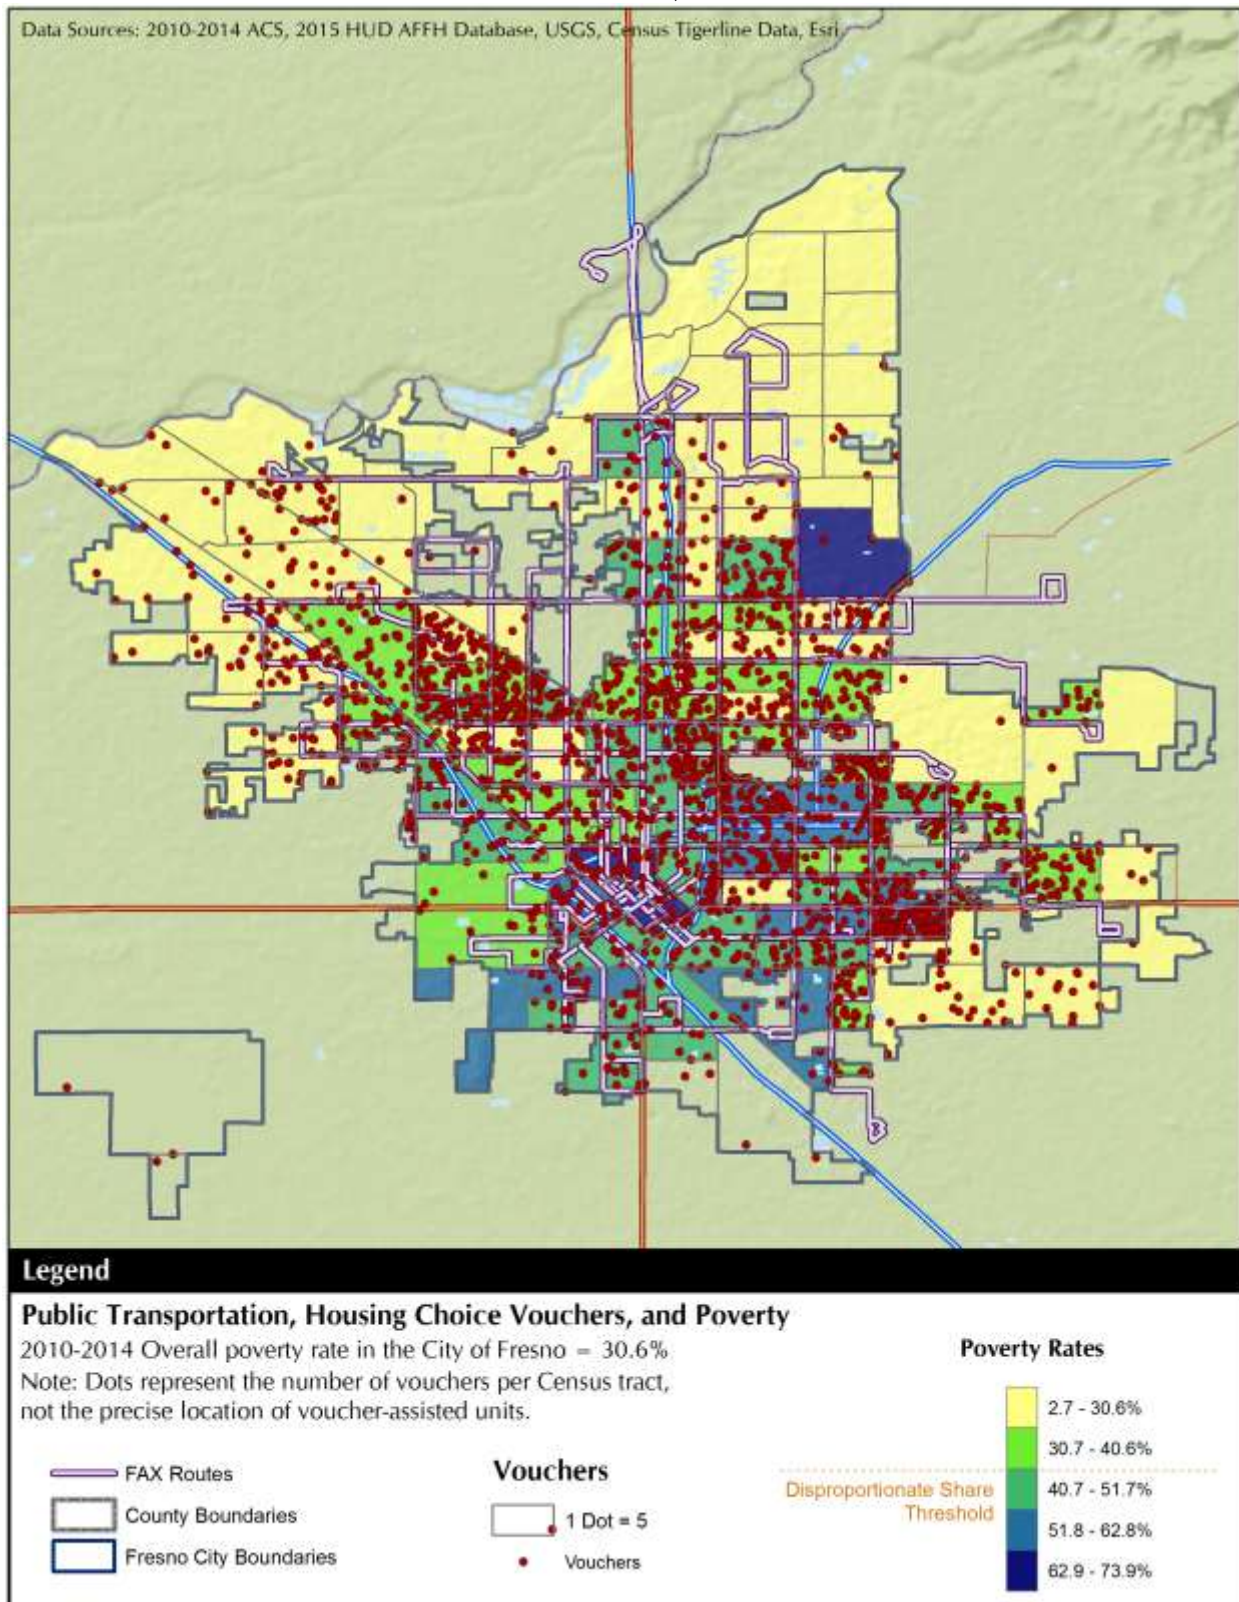 Data Sources: 2010-2014 ACS, 2015 HUD AFFH Database, USGS, Census Tigerline Data, Esri
Legend
Public Transportation, Housing Choice Vouchers, and Poverty
2010-2014 Overall poverty rate in the City of Fresno = 30.6%
Note: Dots represent the number of vouchers per Census tract,
not the precise location of voucher-assisted units.
FAX Routes
County Boundaries
Fresno City Boundaries
Vouchers
1 Dot = 5
Vouchers
Poverty Rates
2.7 - 30.6%
30.7 - 40.6%
Disproportionate Share
Threshold
40.7 - 51.7%
51.8 - 62.8%
62.9 - 73.9%